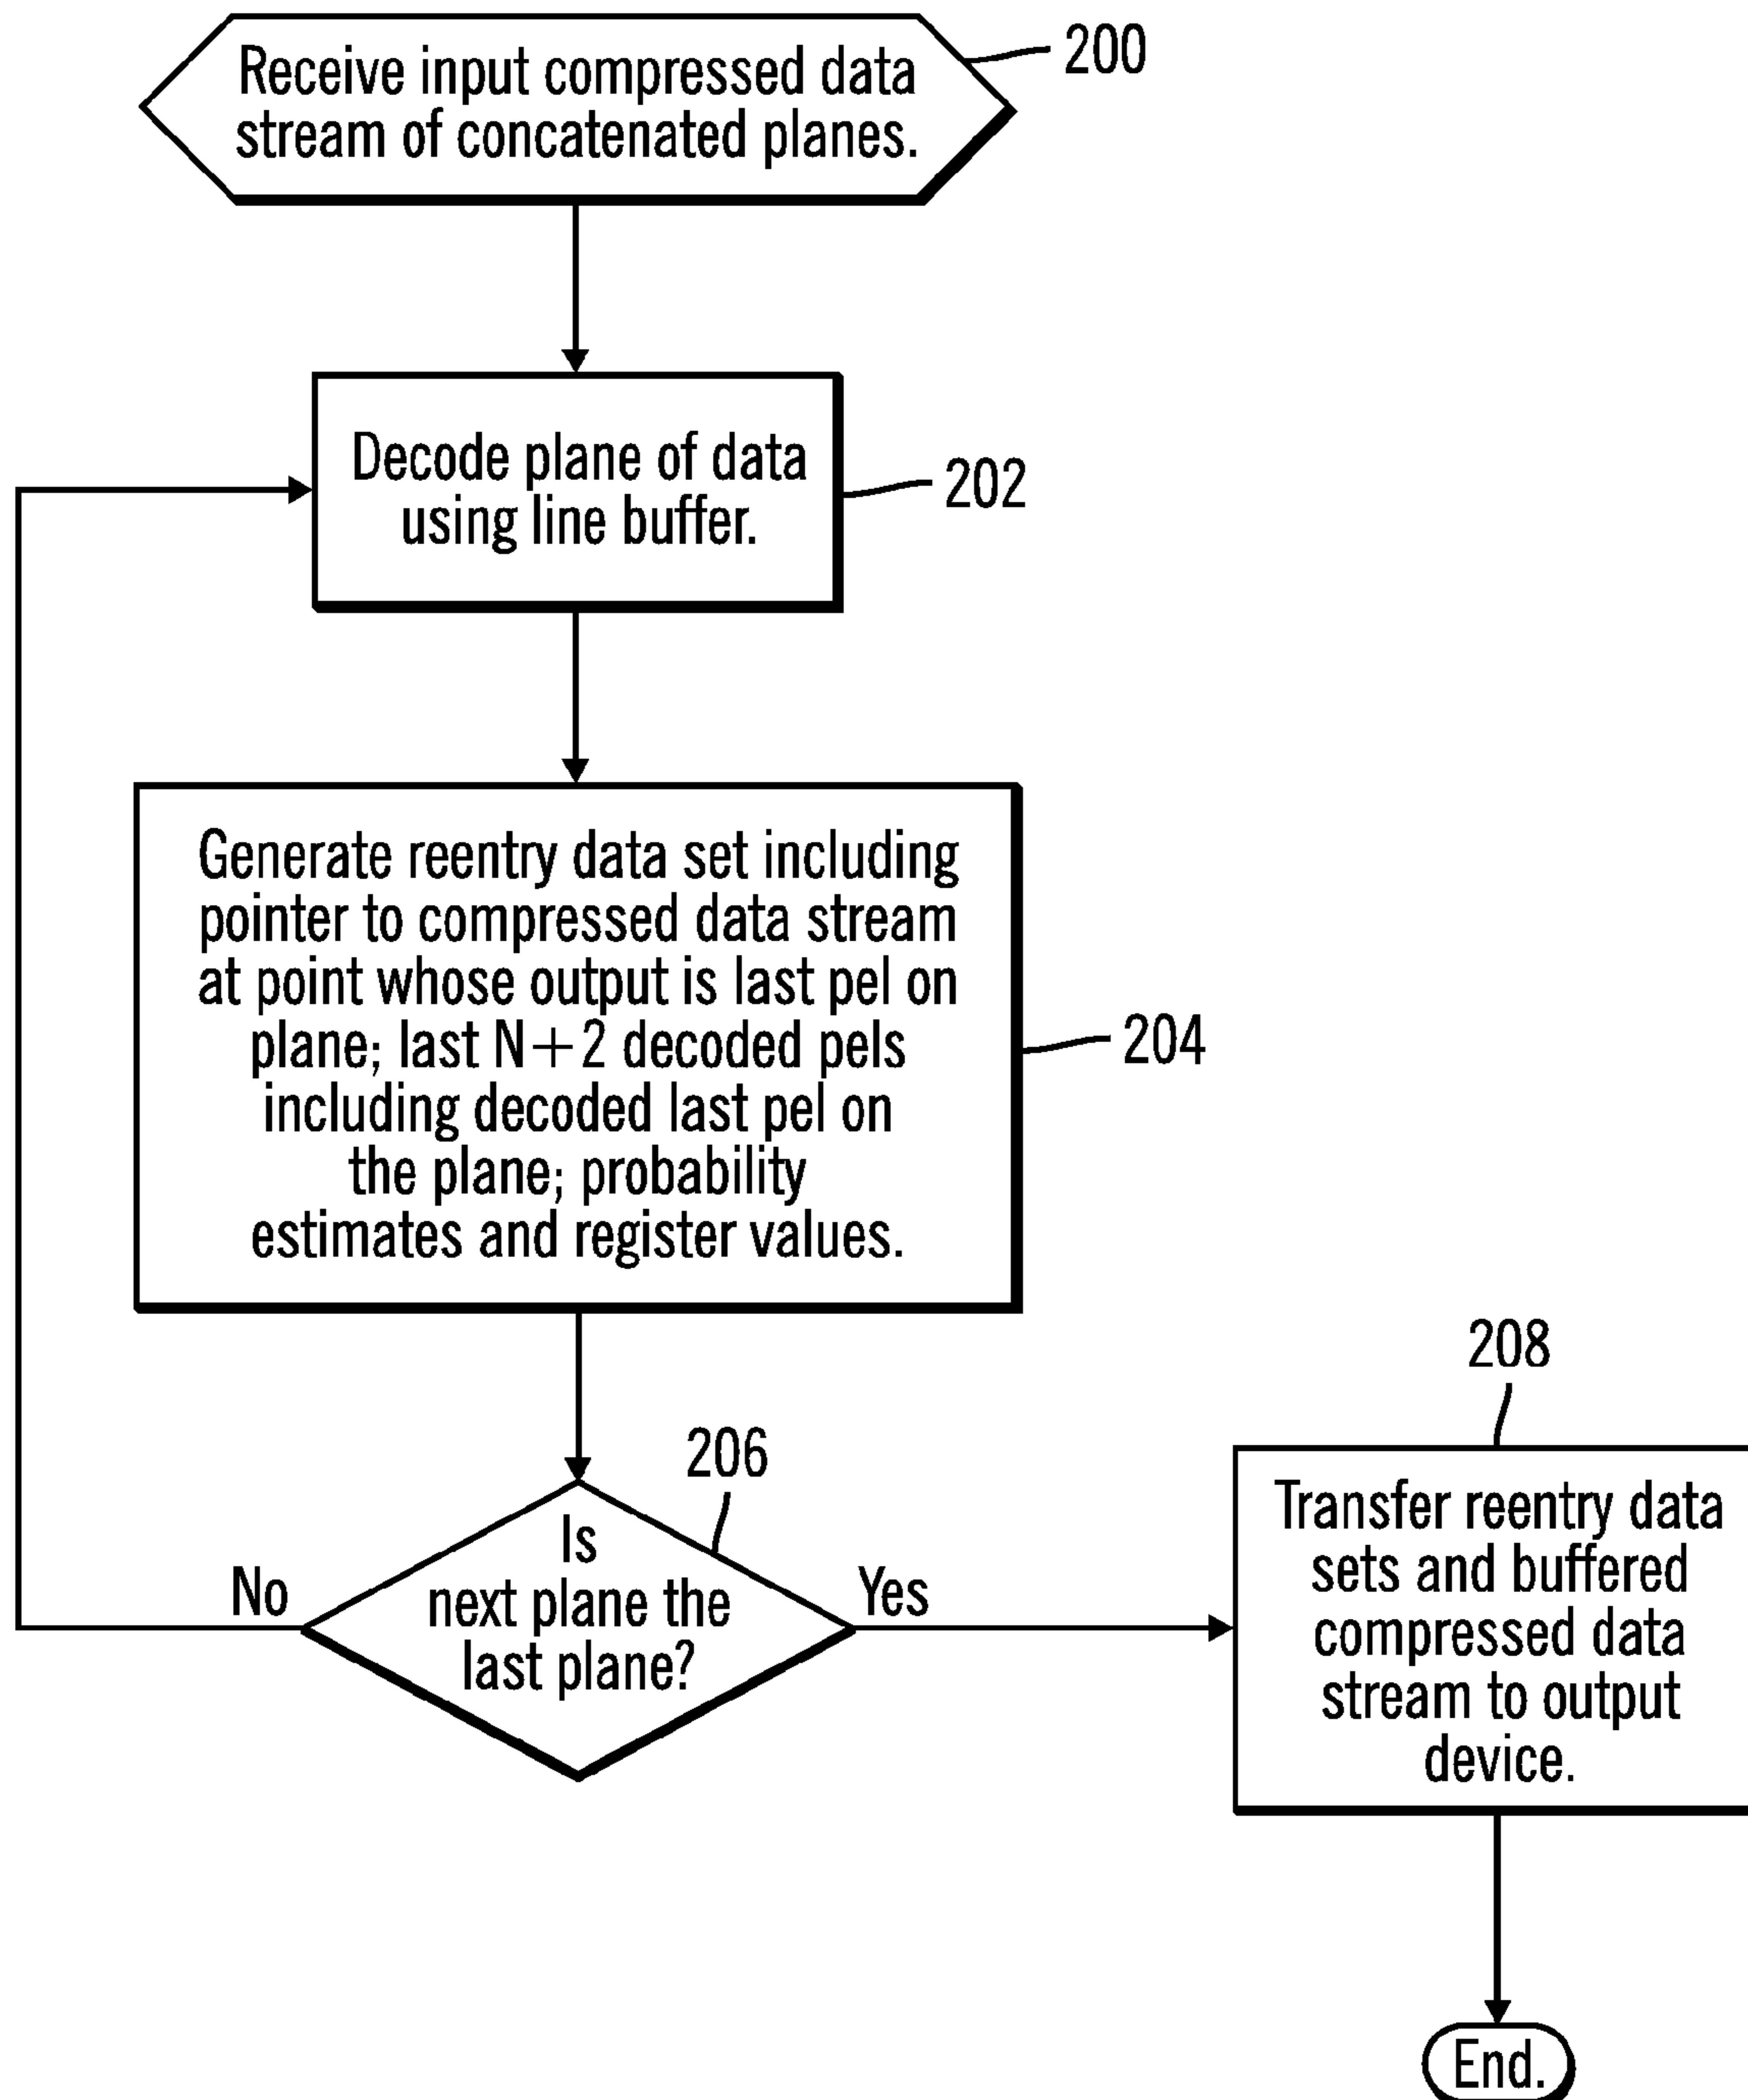 Receive input compressed data
stream of concatenated planes.
200
Decode plane of data
using line buffer.
202
Generate reentry data set including
pointer to compressed data stream
at point whose output is last pel on
plane; last N+2 decoded pels
including decoded last pel on
the plane; probability
estimates and register values.
204
206
Is
next plane the
last plane?
No
Yes
208
Transfer reentry data
sets and buffered
compressed data
stream to output
device.
End.